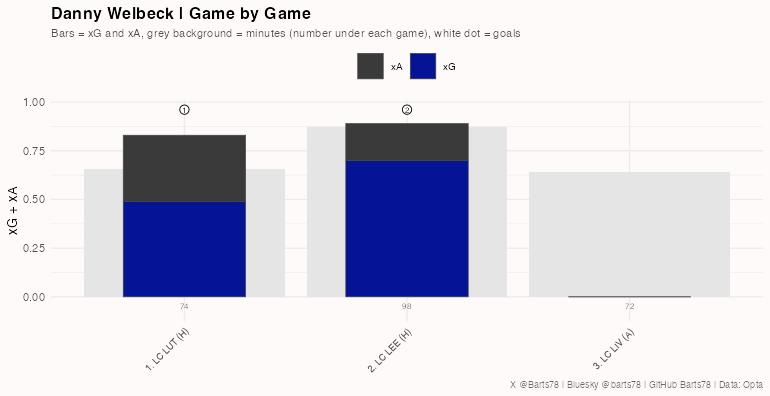 Danny Welbeck | Game by Game
Bars = xG and xA, grey background = minutes (number under each game), white dot = goals
xA xG
1.00
0.75
0.50
0.25
0.00
xG + xA
1 2
74 98 72
1. LC LUT (H)
2. LC LEE (H)
3. LC LIV (A)
X @Barts78 | Bluesky @barts78 | GitHub Barts78 | Data: Opta